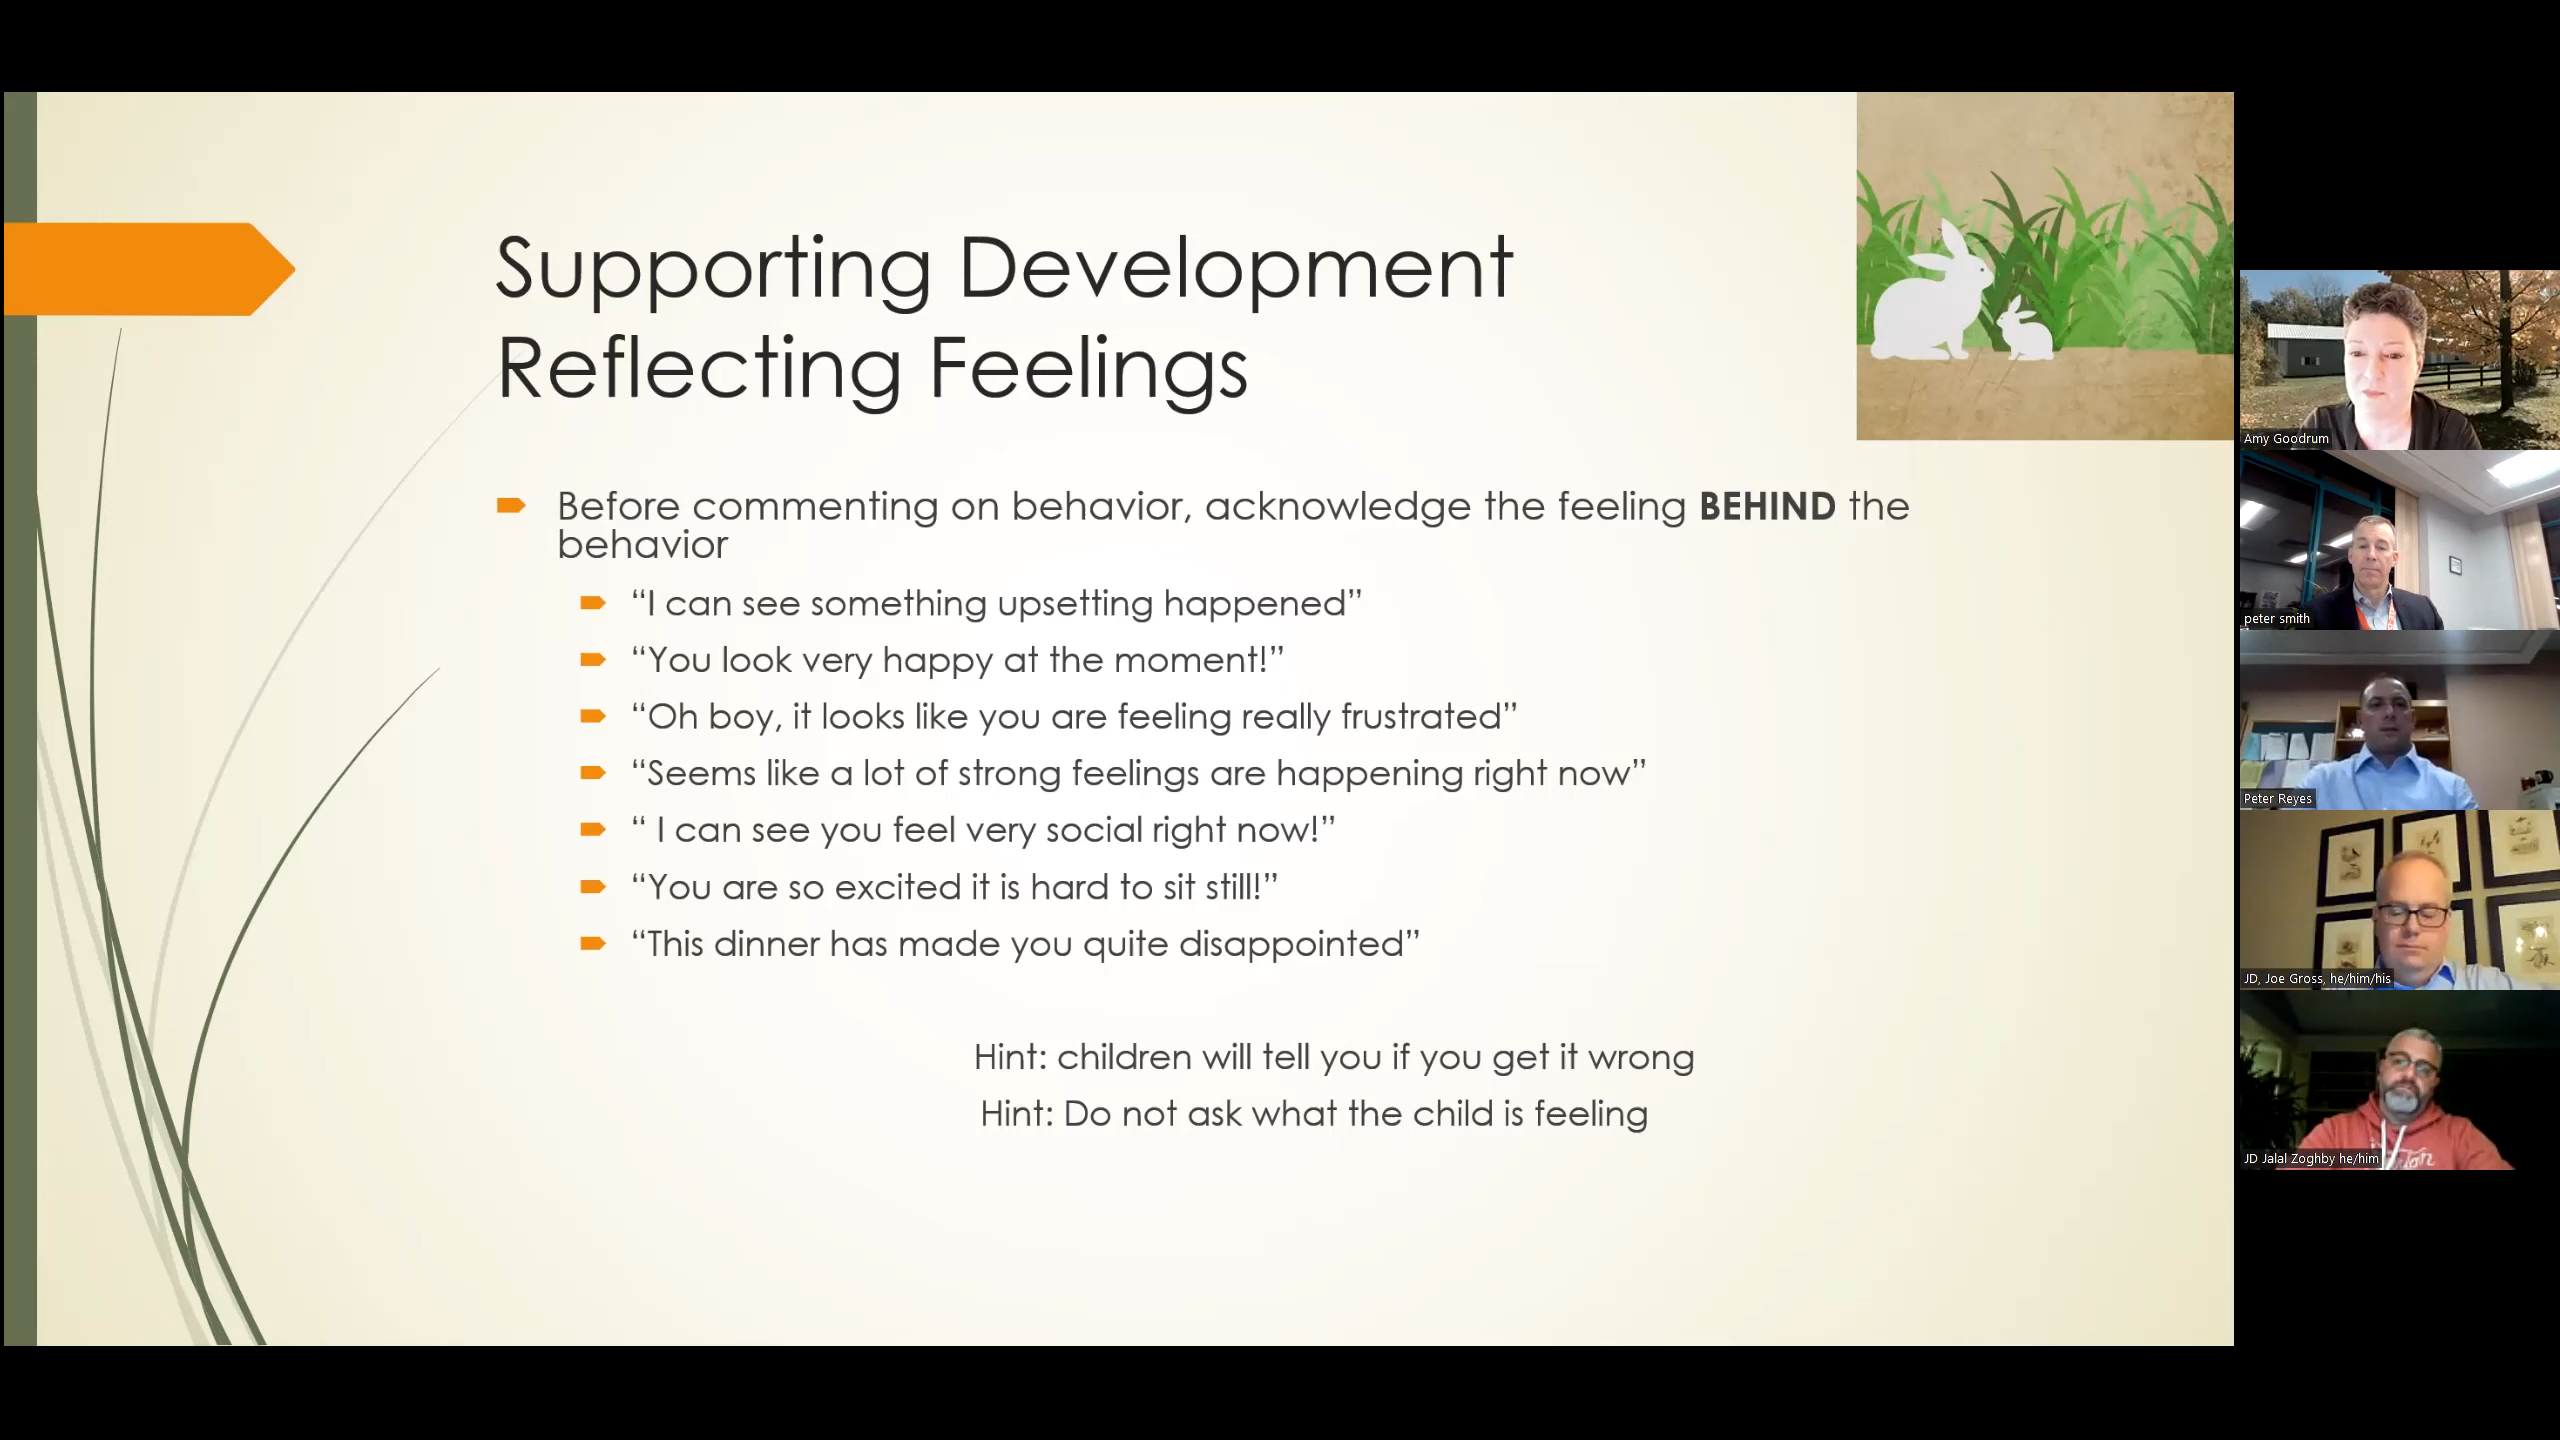 Supporting Development
Reflecting Feelings
Before commenting on behavior, acknowledge the feeling BEHIND the
behavior
“I can see something upsetting happened”
“You look very happy at the moment!”
“Oh boy, it looks like you are feeling really frustrated”
“Seems like a lot of strong feelings are happening right now”
“ I can see you feel very social right now!”
“You are so excited it is hard to sit still!”
“This dinner has made you quite disappointed”
Hint: children will tell you if you get it wrong
Hint: Do not ask what the child is feeling
Amy Goodrum
peter smith
Peter Reyes
JD, Joe Gross, he/him/his
JD Jalal Zoghby he/him